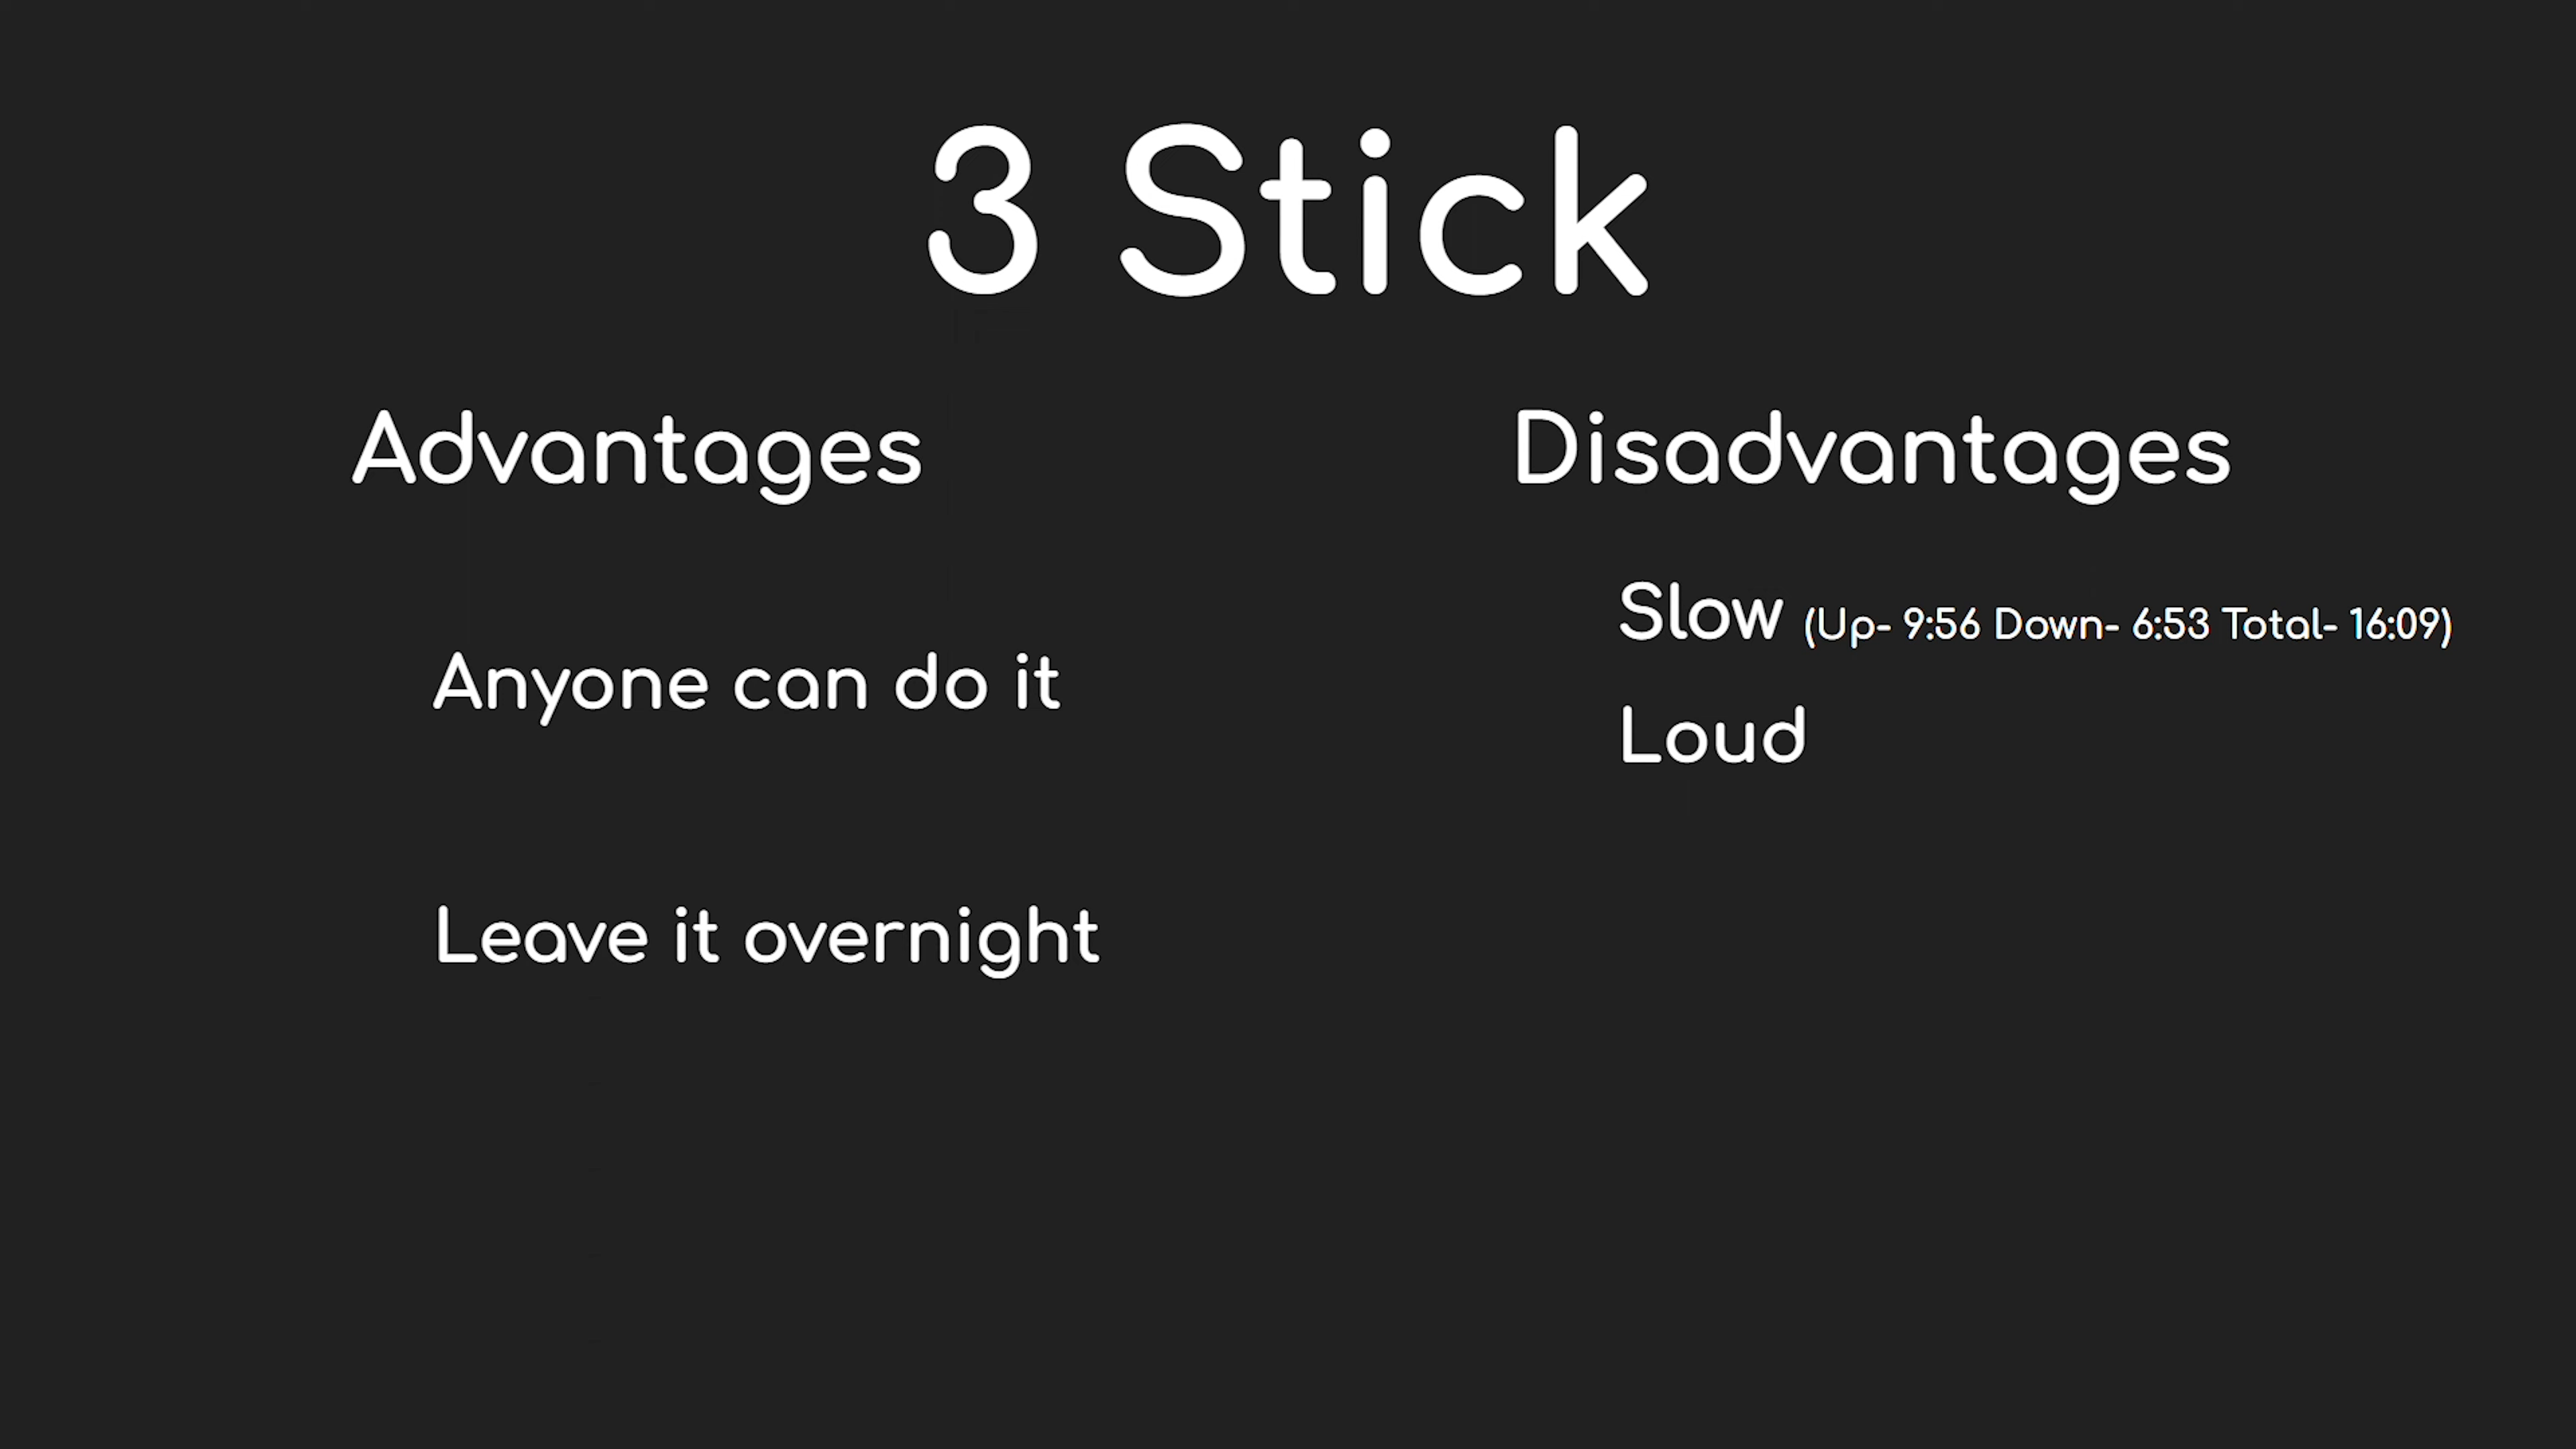 3 Stick
Advantages
Anyone can do it
Leave it overnight
Disadvantages
Slow (Up- 9:56 Down- 6:53 Total- 16:09)
Loud